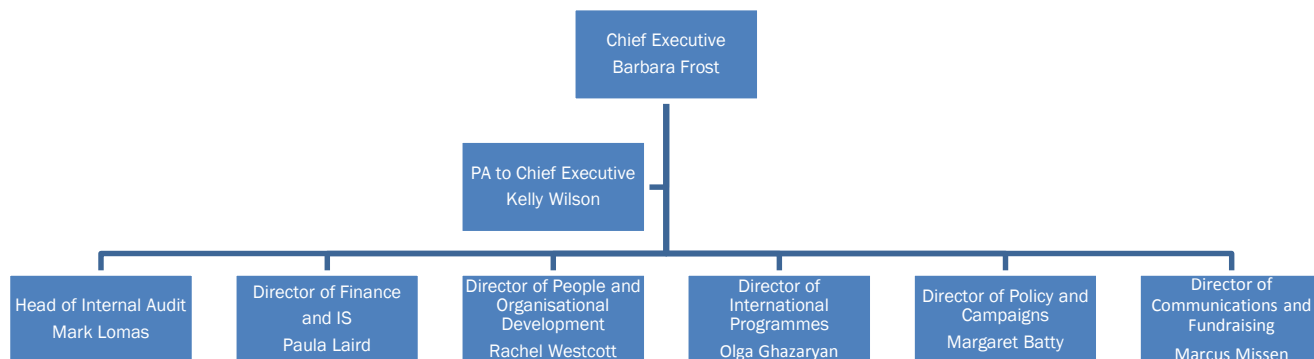 Chief Executive
Barbara Frost
PA to Chief Executive
Kelly Wilson
Head of Internal Audit
Mark Lomas
Director of Finance
and IS
Paula Laird
Director of People and
Organisational
Development
Rachel Westcott
Director of
International
Programmes
Olga Ghazaryan
Director of Policy and
Campaigns
Margaret Batty
Director of
Communications and
Fundraising
Marcus Missen